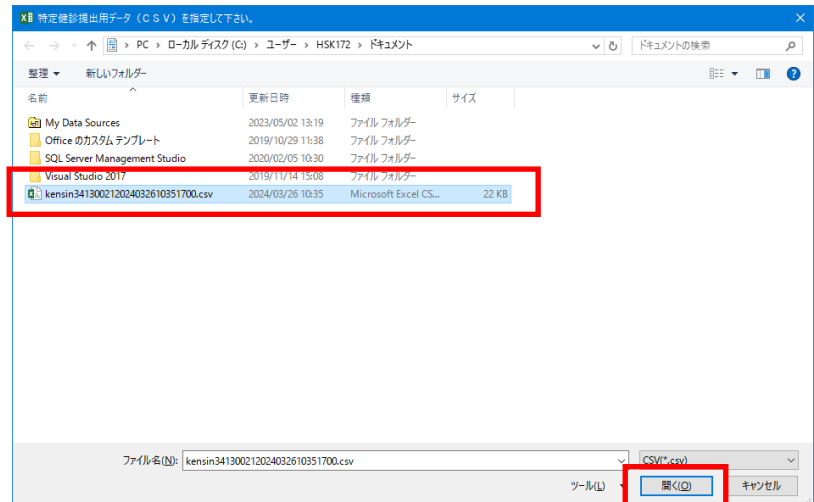 特定健診提出用データ（ＣＳＶ）を指定して下さい。
PC › ローカル ディスク (C:) › ユーザー › HSK172 › ドキュメント
ドキュメントの検索
整理 新しいフォルダー
名前 更新日時 種類 サイズ
My Data Sources 2023/05/02 13:19 ファイル フォルダー
Office のカスタム テンプレート 2019/10/29 11:38 ファイル フォルダー
SQL Server Management Studio 2020/02/05 10:30 ファイル フォルダー
Visual Studio 2017 2019/11/14 15:08 ファイル フォルダー
kensin341300212024032610351700.csv 2024/03/26 10:35 Microsoft Excel CS... 22 KB
ファイル名(N): kensin341300212024032610351700.csv CSV(*.csv)
ツール(L) 開く(O) キャンセル